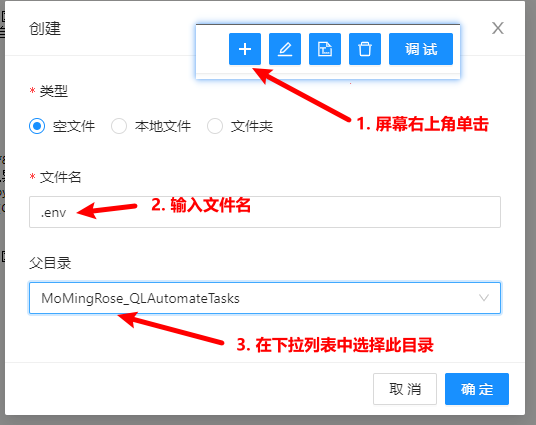 创建
调试
1. 屏幕右上角单击
* 类型
空文件
本地文件
文件夹
* 文件名
.env
2. 输入文件名
父目录
MoMingRose_QLAutomateTasks
3. 在下拉列表中选择此目录
取消
确定